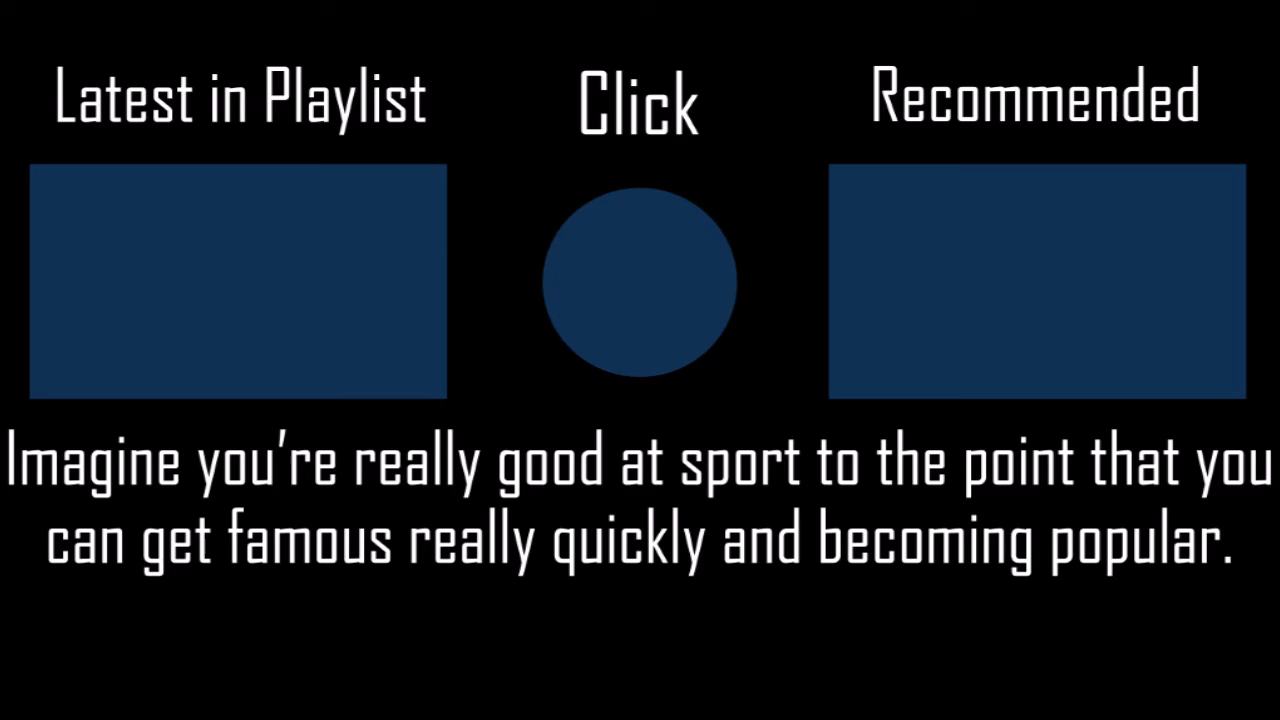 Latest in Playlist
Click
Recommended
Imagine you’re really good at sport to the point that you
can get famous really quickly and becoming popular.